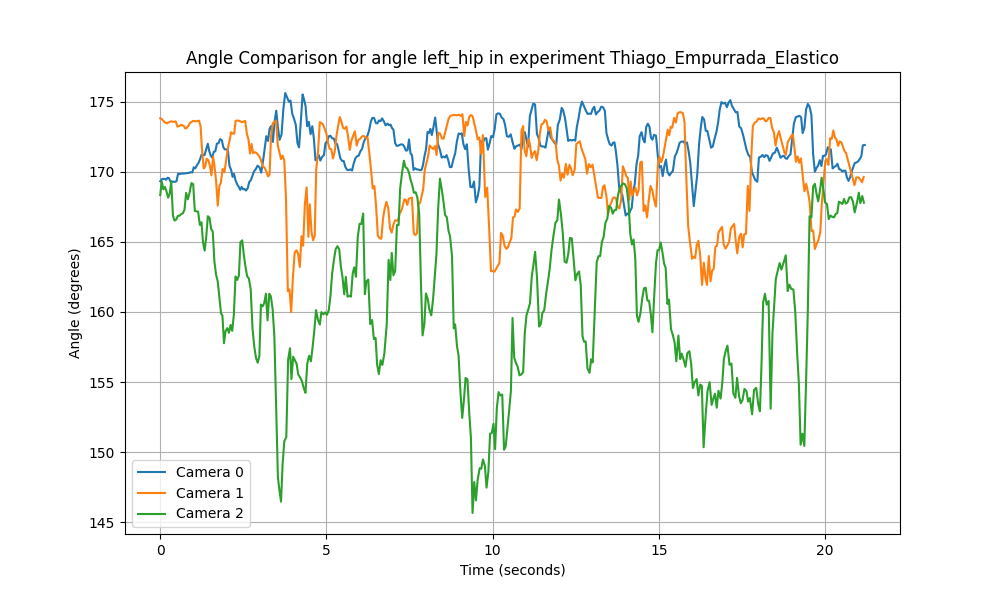 Angle Comparison for angle left_hip in experiment Thiago_Empurrada_Elastico
Angle (degrees)
175
170
165
160
155
150
145
Camera 0
Camera 1
Camera 2
0 5 10 15 20
Time (seconds)